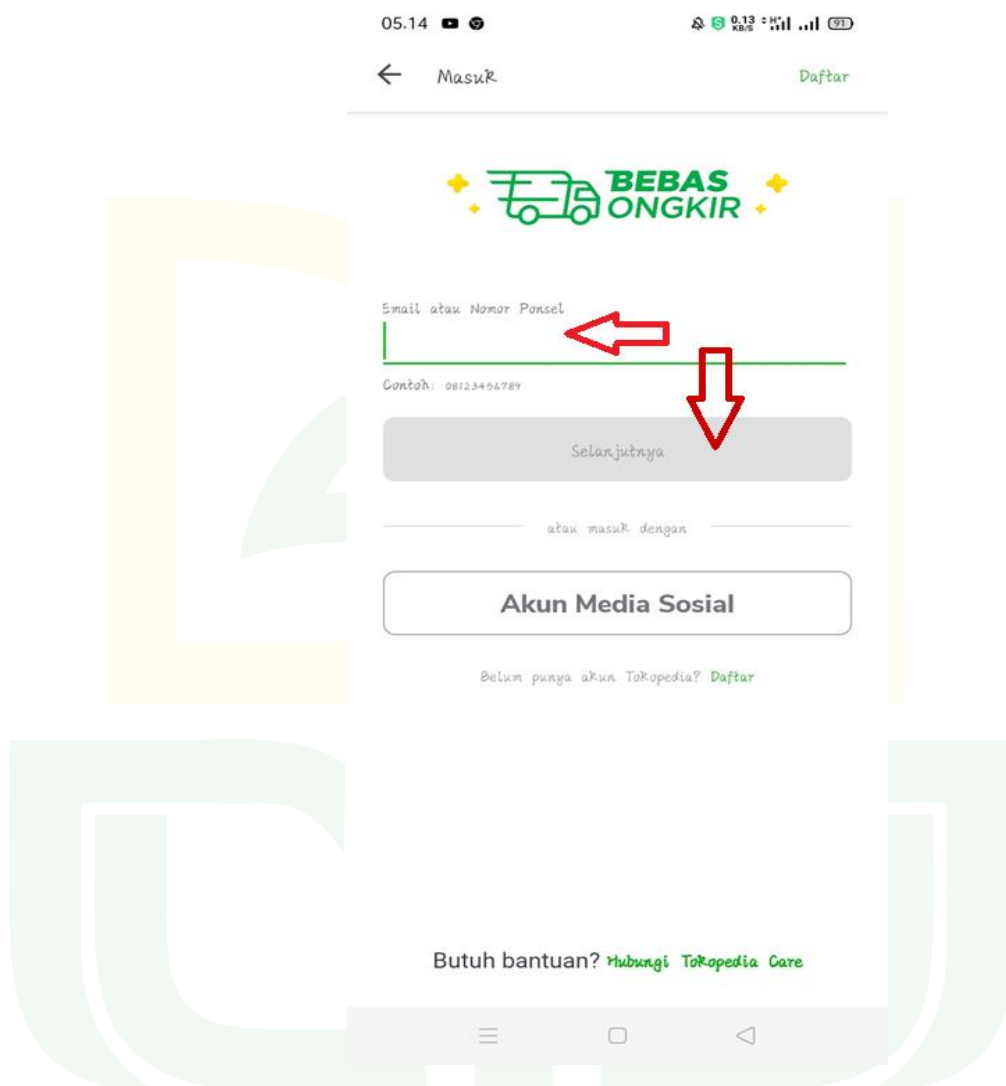 05.14 0.13 KB/S 91
Masuk Daftar
BEBAS
ONGKIR
Email atau Nomor Ponsel
Contoh: 08123456789
Selanjutnya
atau masuk dengan
Akun Media Sosial
Belum punya akun Tokopedia? Daftar
Butuh bantuan? Hubungi Tokopedia Care